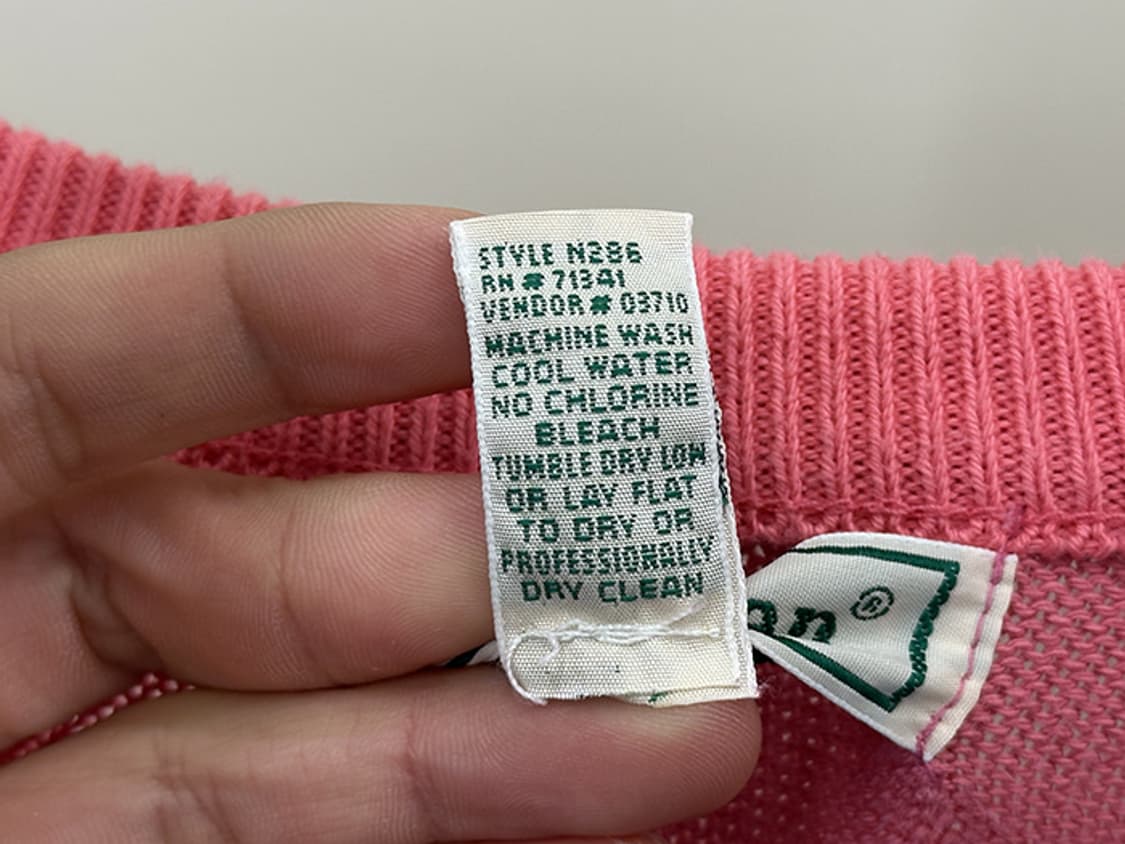 STYLE N286
RN # 71341
VENDOR # 03710
MACHINE WASH
COOL WATER
NO CHLORINE
BLEACH
TUMBLE DRY LOW
OR LAY FLAT
TO DRY OR
PROFESSIONALLY
DRY CLEAN
on®